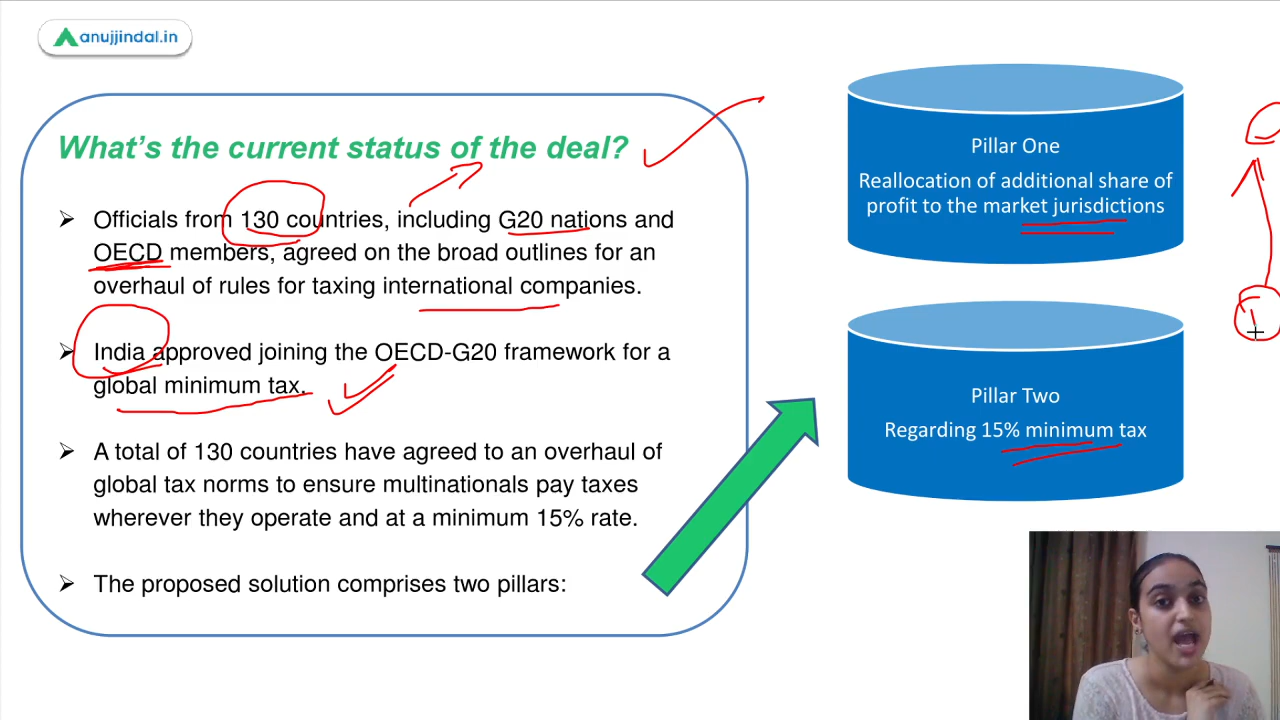 anujjindal.in
What's the current status of the deal?
Officials from 130 countries, including G20 nations and
OECD members, agreed on the broad outlines for an
overhaul of rules for taxing international companies.
India approved joining the OECD-G20 framework for a
global minimum tax.
A total of 130 countries have agreed to an overhaul of
global tax norms to ensure multinationals pay taxes
wherever they operate and at a minimum 15% rate.
The proposed solution comprises two pillars:
Pillar One
Reallocation of additional share of
profit to the market jurisdictions
Pillar Two
Regarding 15% minimum tax